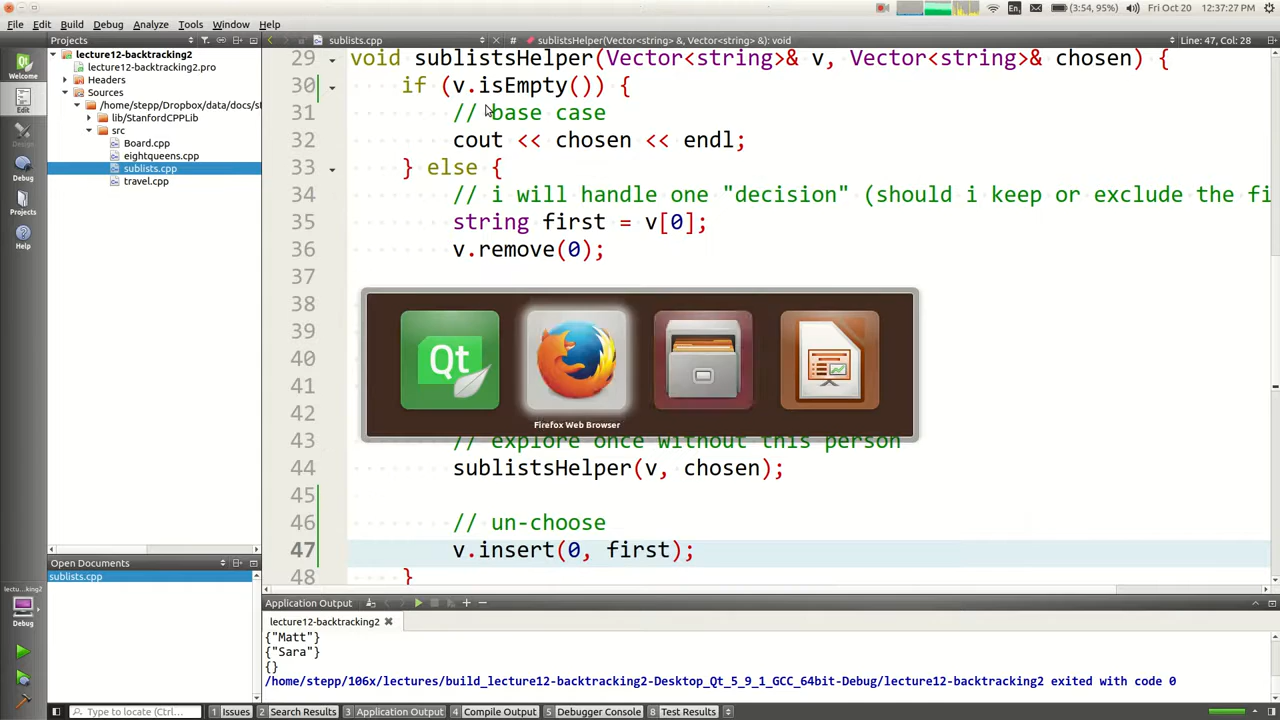 File Edit Build Debug Analyze Tools Window Help
En (3:54, 95%) Fri Oct 20 12:37:27
Projects
sublists.cpp
#
sublistsHelper(Vector<string> &, Vector<string> &): void
Line: 47, Col: 28
Welcome
Edit
Debug
Projects
Help
lectu...king2
Debug
lecture12-backtracking2
lecture12-backtracking2.pro
Headers
Sources
/home/stepp/Dropbox/data/docs/st
lib/StanfordCPPLib
src
Board.cpp
eightqueens.cpp
sublists.cpp
travel.cpp
Open Documents
sublists.cpp
29 void sublistsHelper(Vector<string>& v, Vector<string>& chosen) {
30 if (v.isEmpty()) {
31 // base case
32 cout << chosen << endl;
33 } else {
34 // i will handle one "decision" (should i keep or exclude the fi
35 string first = v[0];
36 v.remove(0);
37
38
39
40
41
42
43 // explore once without this person
44 sublistsHelper(v, chosen);
45
46 // un-choose
47 v.insert(0, first);
48 }
Qt
Firefox Web Browser
Application Output
lecture12-backtracking2
{"Matt"}
{"Sara"}
{}
/home/stepp/106x/lectures/build_lecture12-backtracking2-Desktop_Qt_5_9_1_GCC_64bit-Debug/lecture12-backtracking2 exited with code 0
Type to locate (Ctrl-...
1 Issues 2 Search Results 3 Application Output 4 Compile Output 5 Debugger Console 8 Test Results